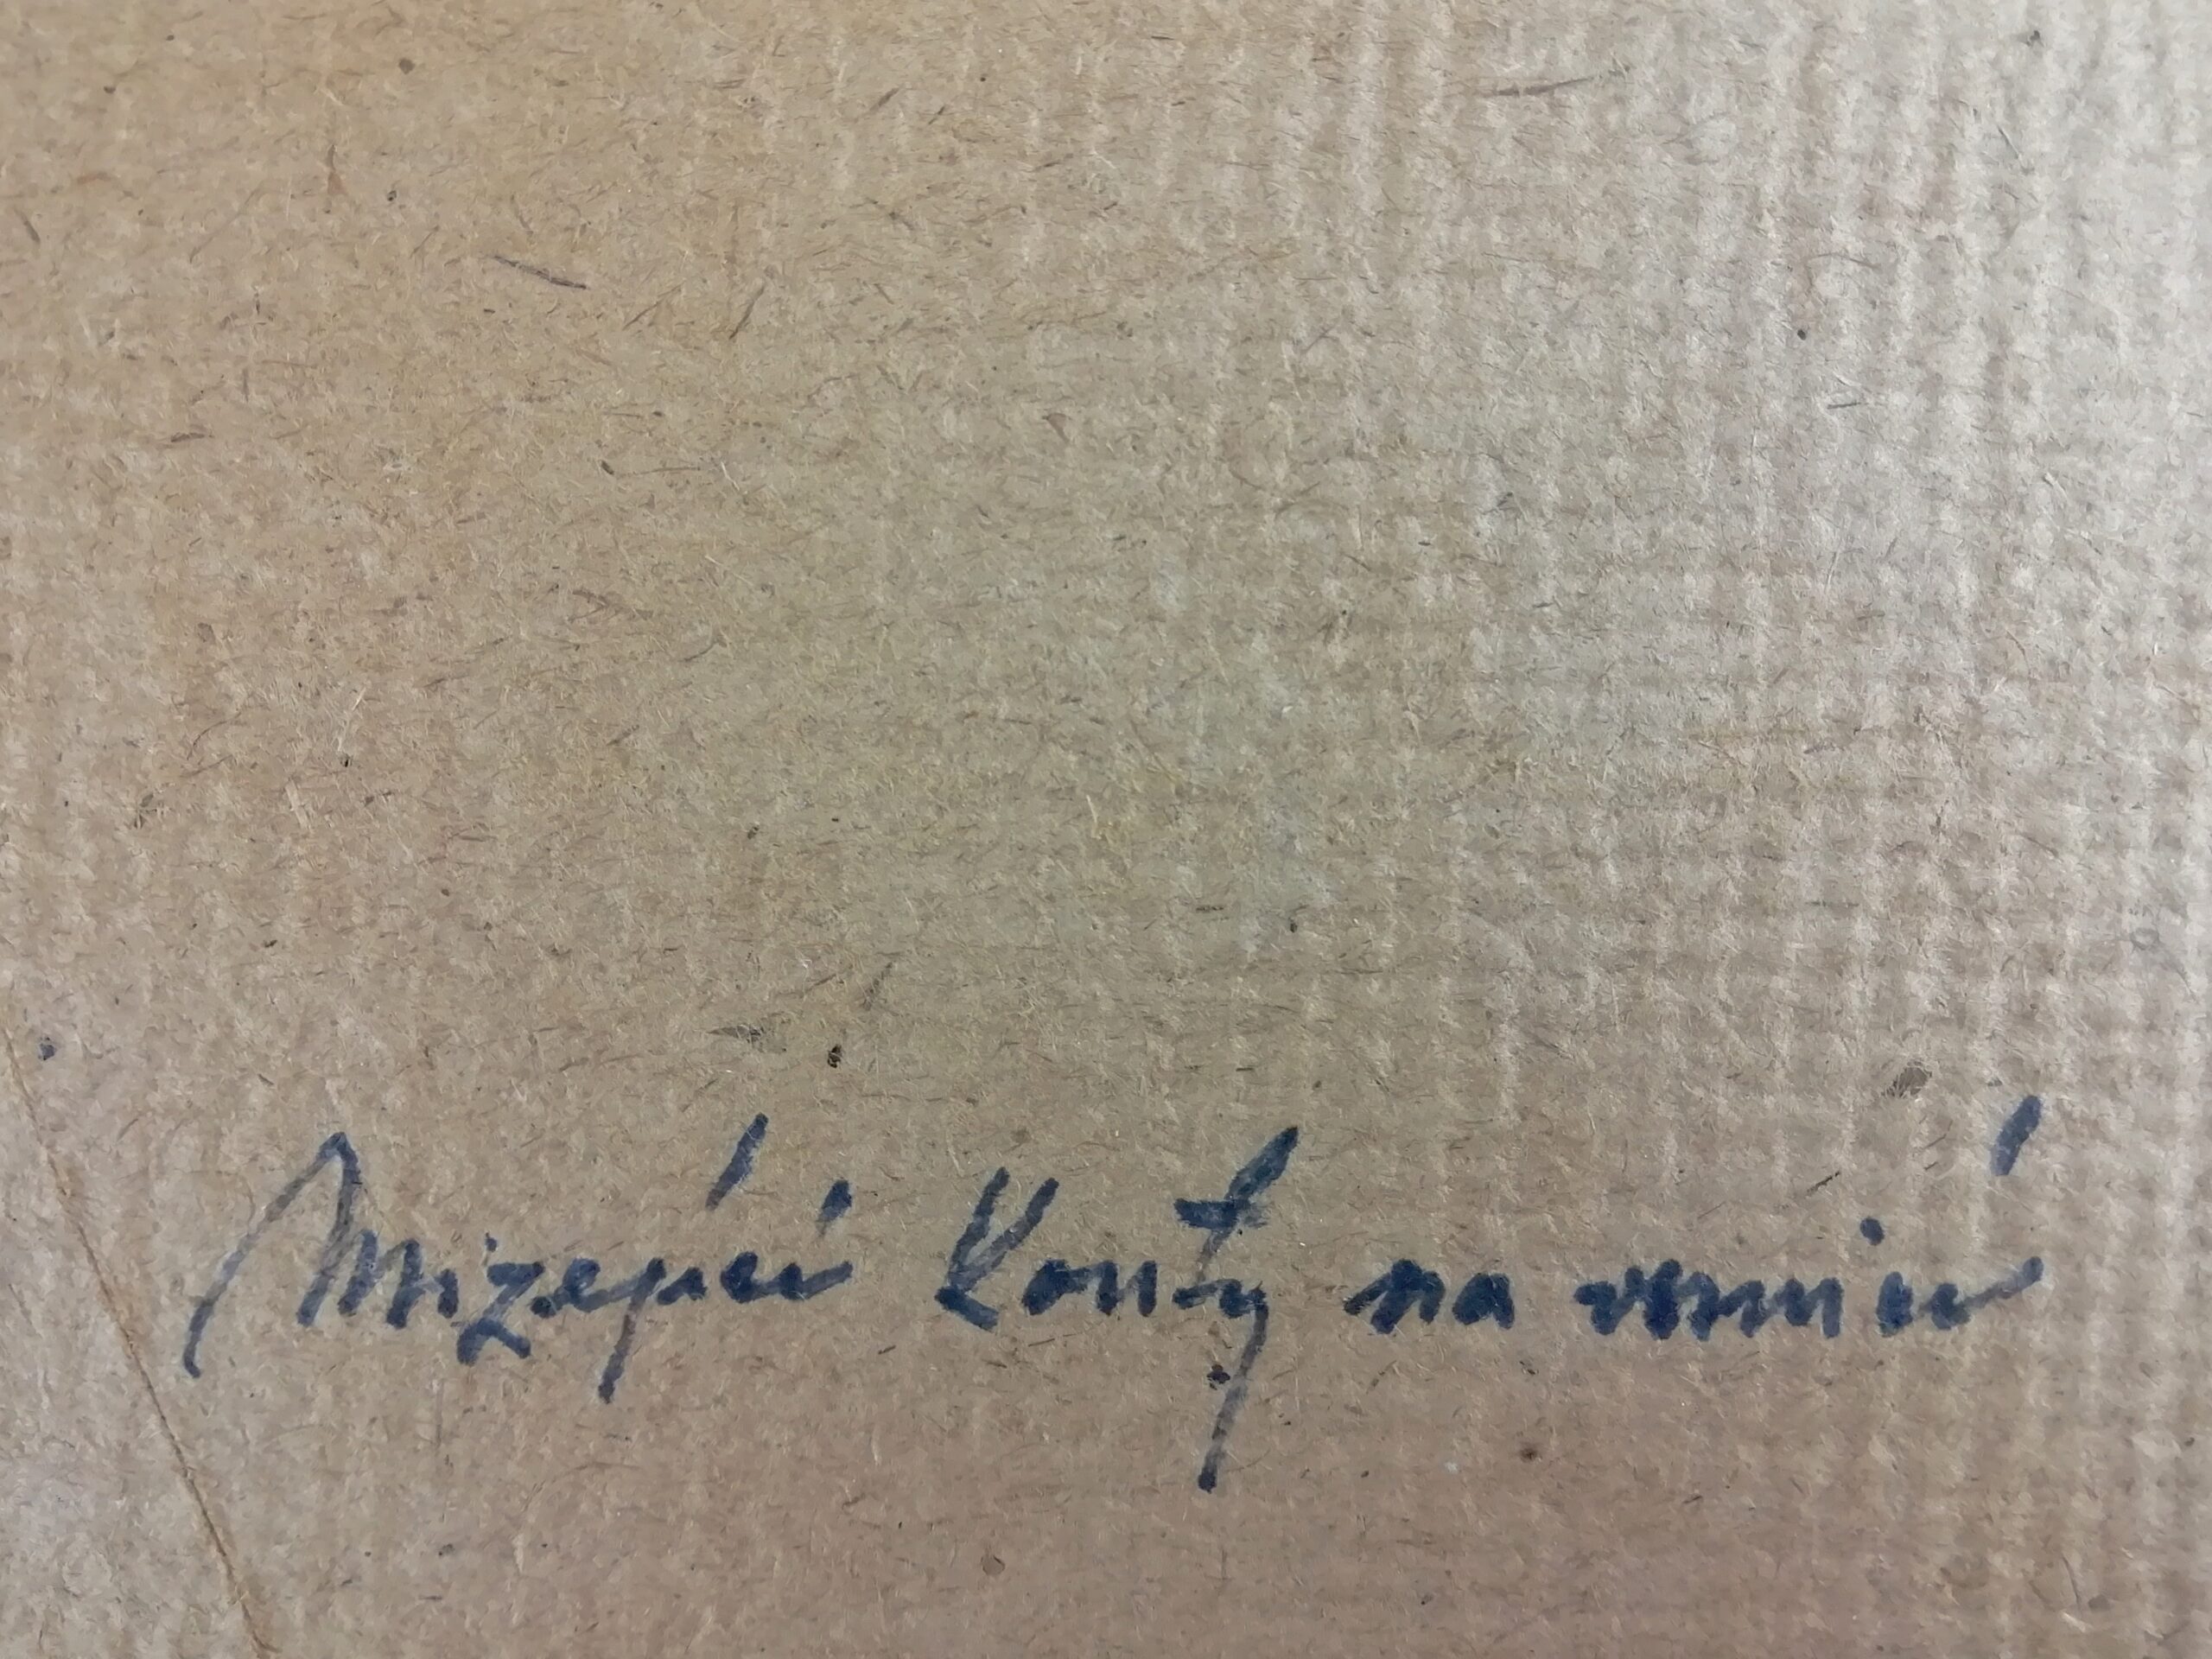 Mizející Kouty na vesnici